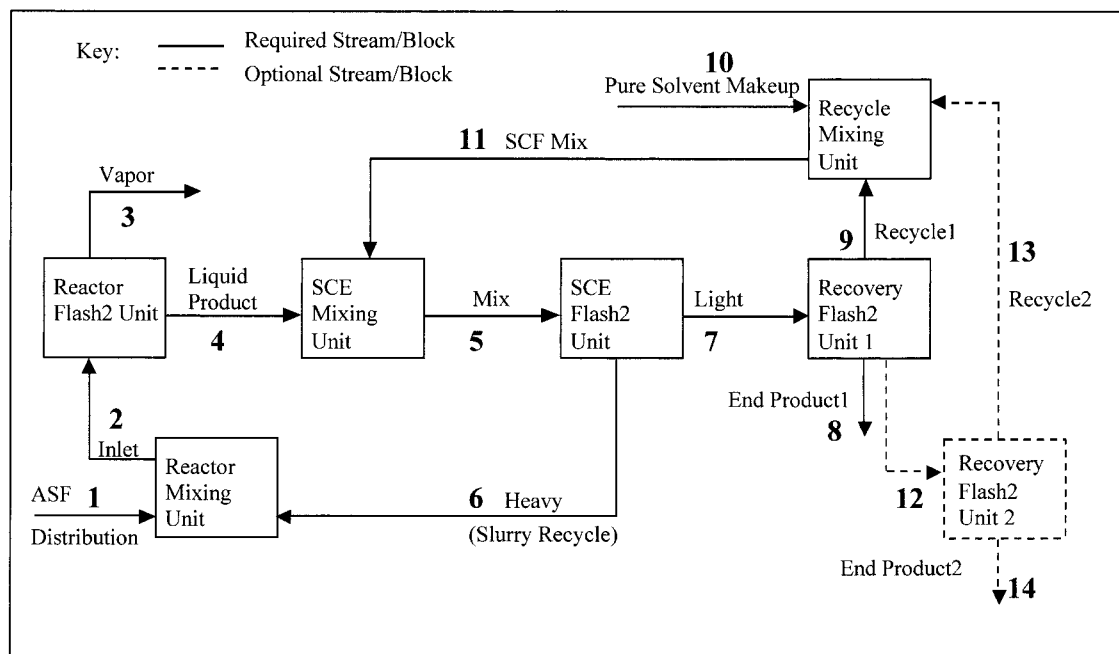 Key:
Required Stream/Block
Optional Stream/Block
10
Pure Solvent Makeup
Recycle
Mixing
Unit
11 SCF Mix
Vapor
3
9
Recycle1
13
Recycle2
Reactor
Flash2 Unit
Liquid
Product
4
SCE
Mixing
Unit
Mix
5
SCE
Flash2
Unit
Light
7
Recovery
Flash2
Unit 1
End Product1
8
2
Inlet
Reactor
Mixing
Unit
ASF 1
Distribution
6 Heavy
(Slurry Recycle)
12
Recovery
Flash2
Unit 2
End Product2
14